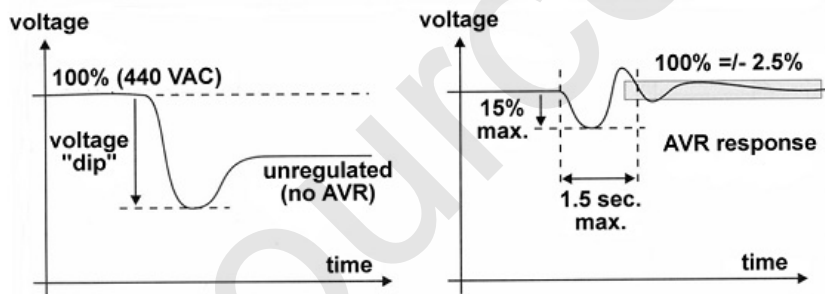 voltage
100% (440 VAC)
voltage
"dip"
unregulated
(no AVR)
time
voltage
100% =/- 2.5%
15%
max.
AVR response
1.5 sec.
max.
time